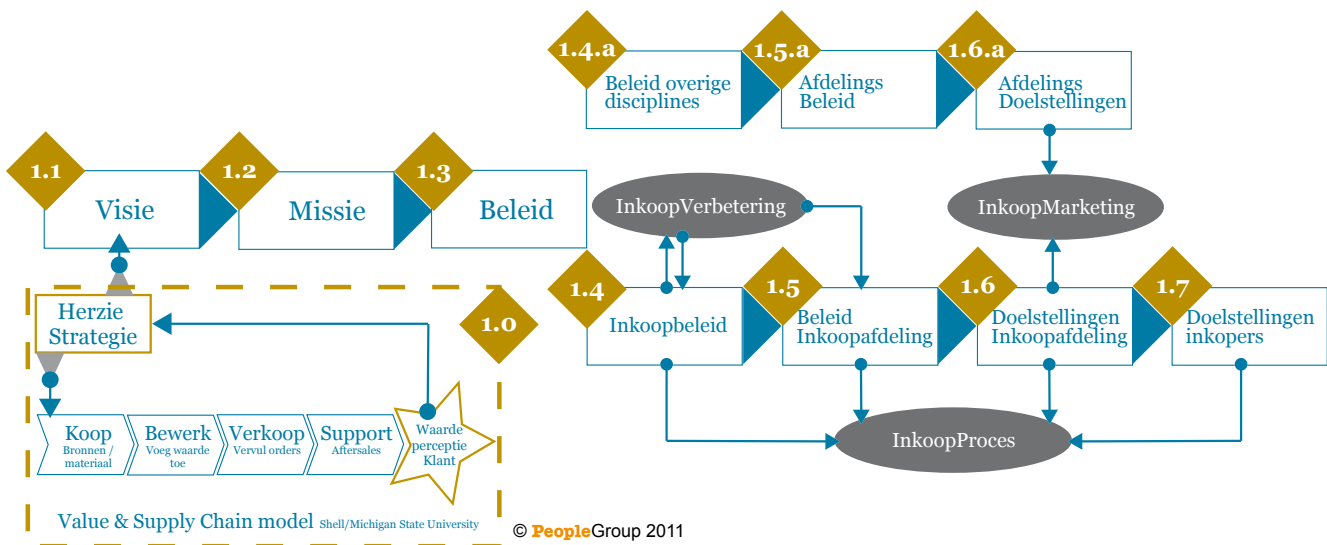 1.4.a
Beleid overige
disciplines
1.5.a
Afdelings
Beleid
1.6.a
Afdelings
Doelstellingen
1.1
Visie
1.2
Missie
1.3
Beleid
InkoopVerbetering
InkoopMarketing
1.4
Inkoopbeleid
1.5
Beleid
Inkoopafdeling
1.6
Doelstellingen
Inkoopafdeling
1.7
Doelstellingen
inkopers
InkoopProces
1.0
Herzie
Strategie
Koop
Bronnen /
materiaal
Bewerk
Voeg waarde
toe
Verkoop
Vervul orders
Support
Aftersales
Waarde
perceptie
Klant
Value & Supply Chain model Shell/Michigan State University
© PeopleGroup 2011